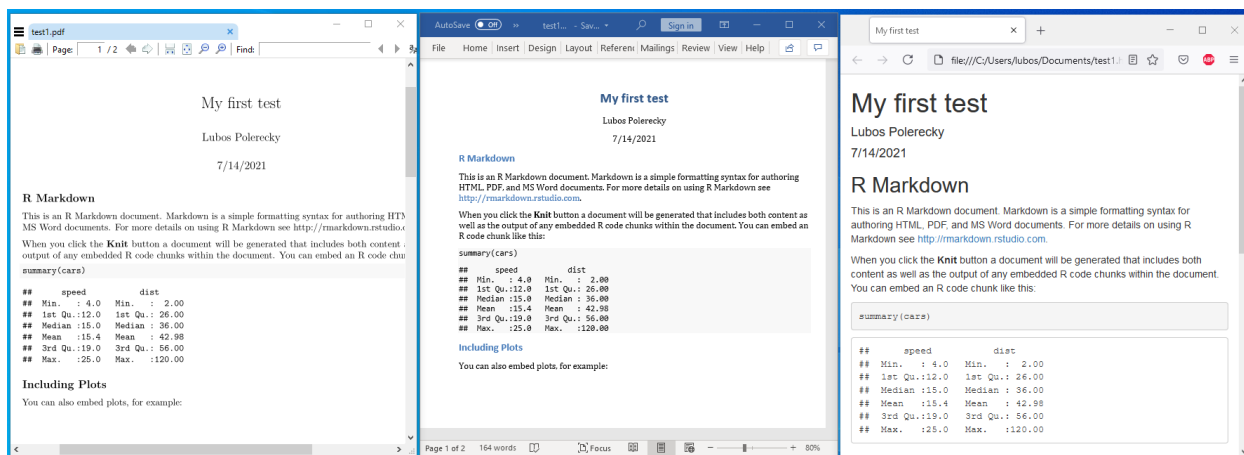 test1.pdf
Page: 1 / 2 Find:
My first test
Lubos Polerecky
7/14/2021
R Markdown
This is an R Markdown document. Markdown is a simple formatting syntax for authoring HTM
MS Word documents. For more details on using R Markdown see http://rmarkdown.rstudio.c
When you click the Knit button a document will be generated that includes both content a
output of any embedded R code chunks within the document. You can embed an R code chun
summary(cars)
## speed dist
## Min. : 4.0 Min. : 2.00
## 1st Qu.:12.0 1st Qu.: 26.00
## Median :15.0 Median : 36.00
## Mean :15.4 Mean : 42.98
## 3rd Qu.:19.0 3rd Qu.: 56.00
## Max. :25.0 Max. :120.00
Including Plots
You can also embed plots, for example:
AutoSave Off » test1... - Sav... Sign in
File Home Insert Design Layout Referenc Mailings Review View Help
My first test
Lubos Polerecky
7/14/2021
R Markdown
This is an R Markdown document. Markdown is a simple formatting syntax for authoring
HTML, PDF, and MS Word documents. For more details on using R Markdown see
http://rmarkdown.rstudio.com.
When you click the Knit button a document will be generated that includes both content as
well as the output of any embedded R code chunks within the document. You can embed an
R code chunk like this:
summary(cars)
## speed dist
## Min. : 4.0 Min. : 2.00
## 1st Qu.:12.0 1st Qu.: 26.00
## Median :15.0 Median : 36.00
## Mean :15.4 Mean : 42.98
## 3rd Qu.:19.0 3rd Qu.: 56.00
## Max. :25.0 Max. :120.00
Including Plots
You can also embed plots, for example:
Page 1 of 2 164 words Focus 80%
My first test
file:///C:/Users/lubos/Documents/test1.h ABP
My first test
Lubos Polerecky
7/14/2021
R Markdown
This is an R Markdown document. Markdown is a simple formatting syntax for
authoring HTML, PDF, and MS Word documents. For more details on using R
Markdown see http://rmarkdown.rstudio.com.
When you click the Knit button a document will be generated that includes both
content as well as the output of any embedded R code chunks within the document.
You can embed an R code chunk like this:
summary(cars)
## speed dist
## Min. : 4.0 Min. : 2.00
## 1st Qu.:12.0 1st Qu.: 26.00
## Median :15.0 Median : 36.00
## Mean :15.4 Mean : 42.98
## 3rd Qu.:19.0 3rd Qu.: 56.00
## Max. :25.0 Max. :120.00